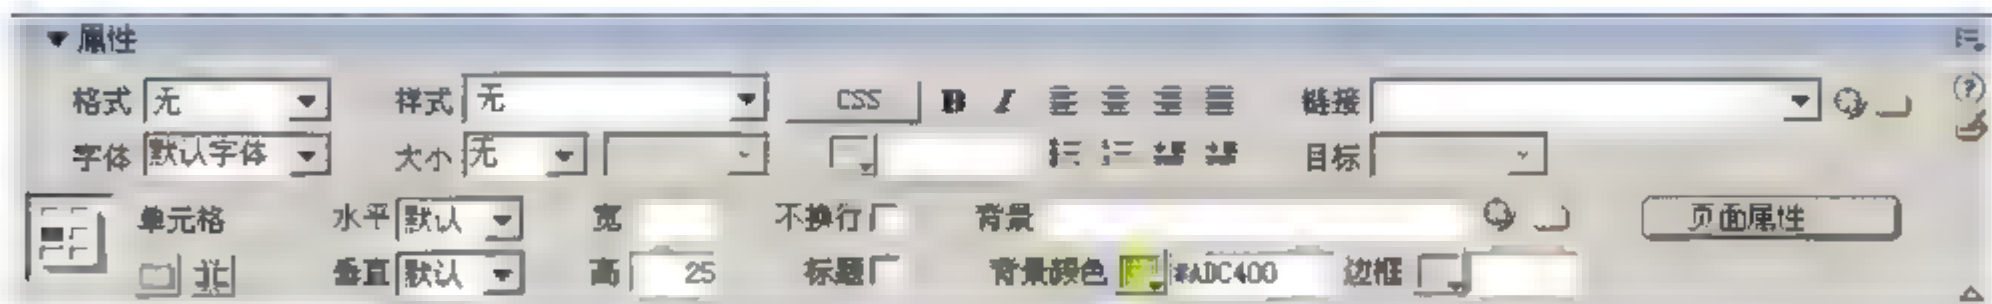 属性
格式 无 样式 无 CSS B I 链接
字体 默认字体 大小 无 目标
单元格 水平 默认 宽 不换行 背景 页面属性
垂直 默认 高 25 标题 背景颜色 #ADC400 边框